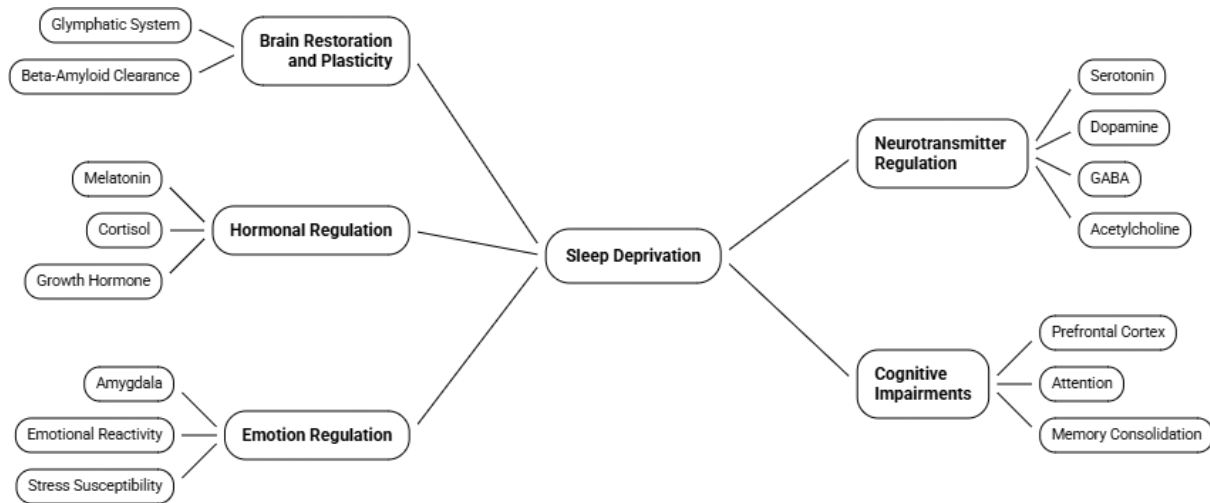 Glymphatic System
Beta-Amyloid Clearance
Brain Restoration
and Plasticity
Melatonin
Cortisol
Growth Hormone
Hormonal Regulation
Amygdala
Emotional Reactivity
Stress Susceptibility
Emotion Regulation
Sleep Deprivation
Neurotransmitter
Regulation
Serotonin
Dopamine
GABA
Acetylcholine
Cognitive
Impairments
Prefrontal Cortex
Attention
Memory Consolidation